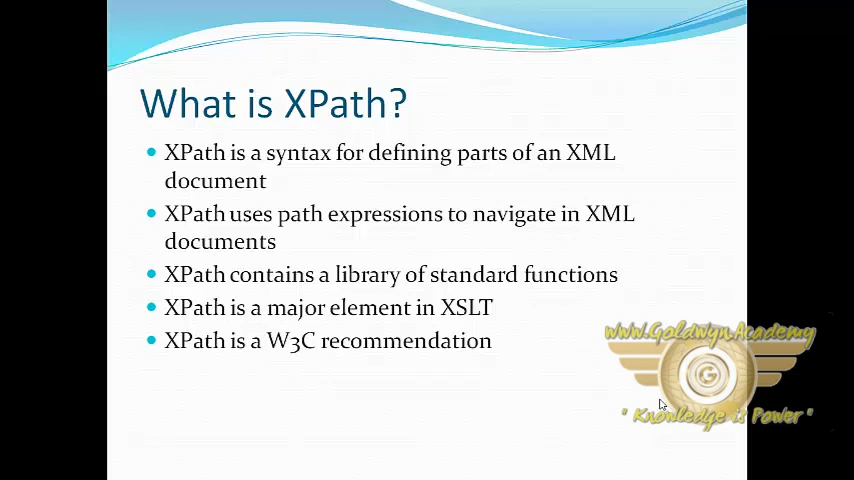 What is XPath?
• XPath is a syntax for defining parts of an XML
document
• XPath uses path expressions to navigate in XML
documents
• XPath contains a library of standard functions
• XPath is a major element in XSLT
• XPath is a W3C recommendation
www.Goldwyn.Academy
G
" Knowledge is Power "